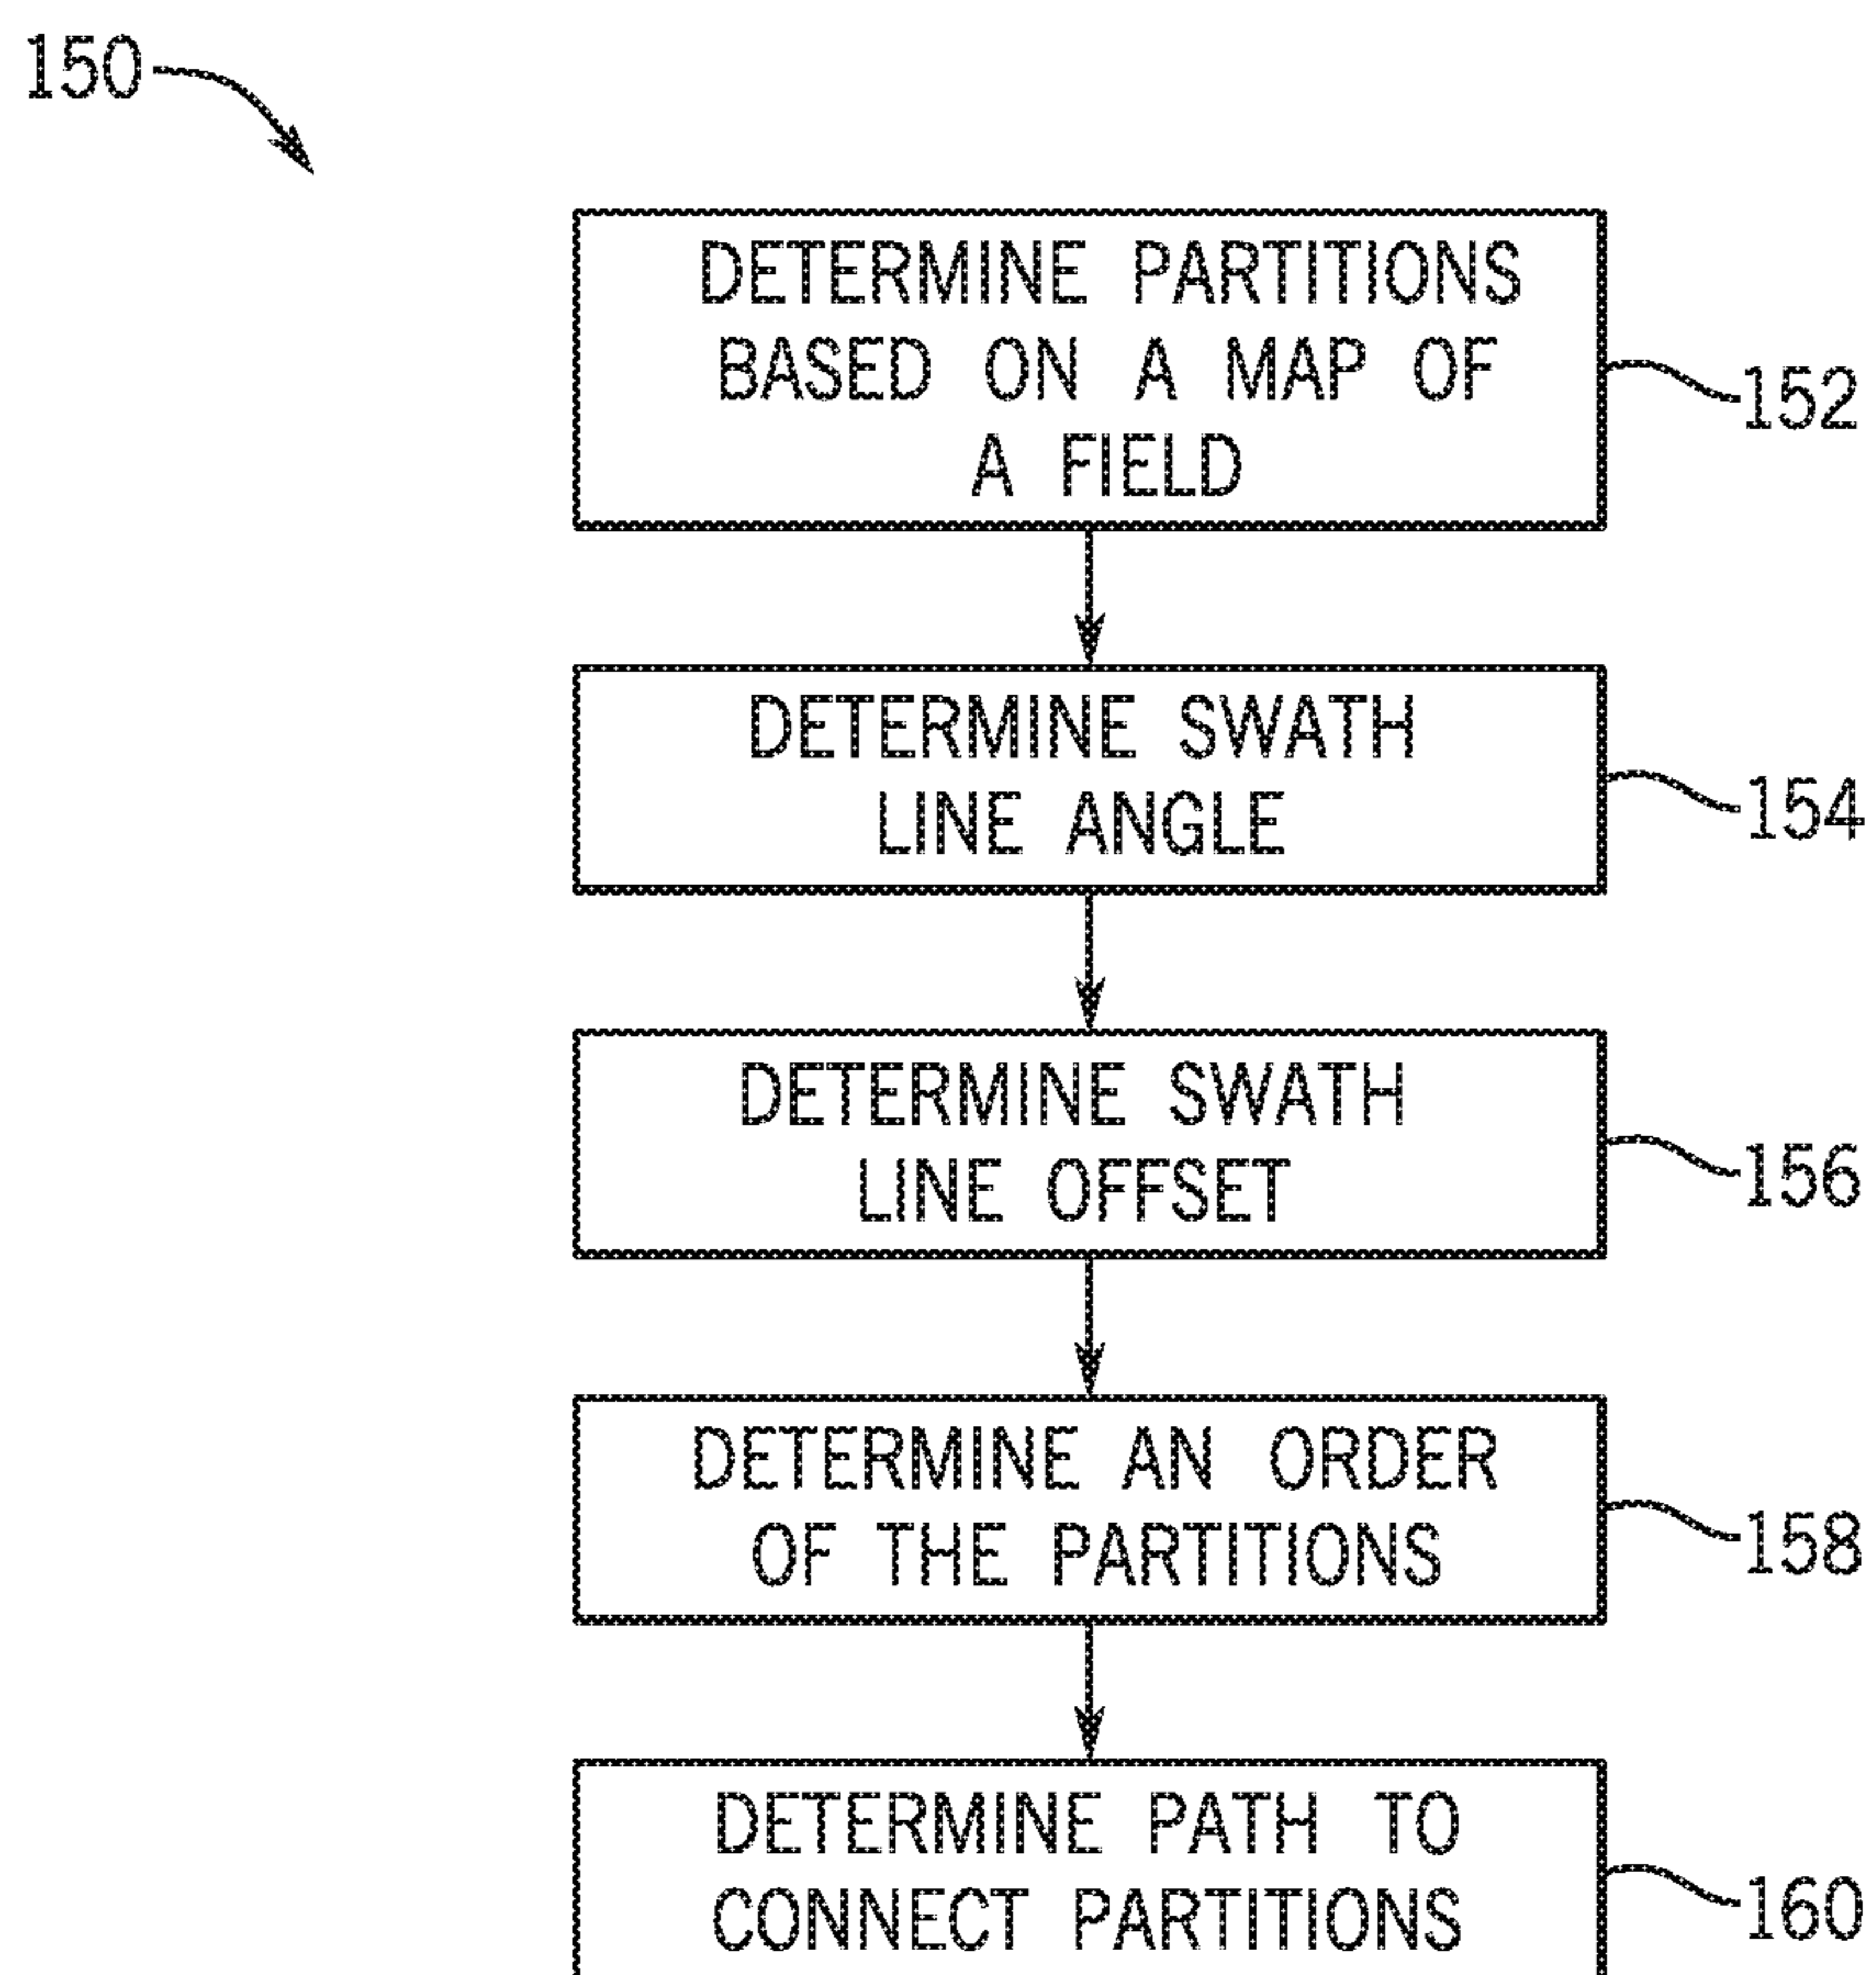 150
DETERMINE PARTITIONS
BASED ON A MAP OF
A FIELD
152
DETERMINE SWATH
LINE ANGLE
154
DETERMINE SWATH
LINE OFFSET
156
DETERMINE AN ORDER
OF THE PARTITIONS
158
DETERMINE PATH TO
CONNECT PARTITIONS
160